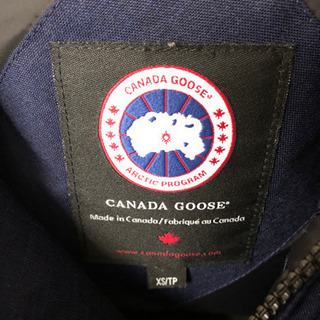 CANADA GOOSE®
ARCTIC PROGRAM
CANADA GOOSE®
Made in Canada/Fabriqué au Canada
www.canadagoose.com
XS/TP